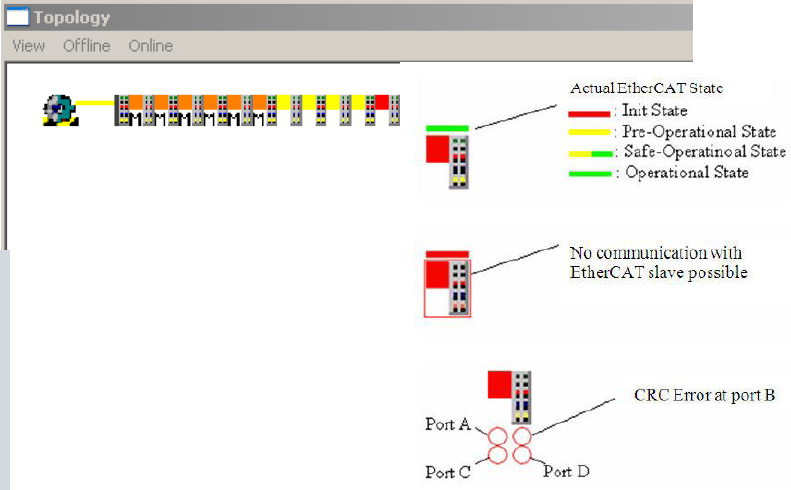 Topology
View Offline Online
Actual EtherCAT State
: Init State
: Pre-Operational State
: Safe-Operatinoal State
: Operational State
M M M M M M
No communication with
EtherCAT slave possible
CRC Error at port B
Port A
Port C
Port D